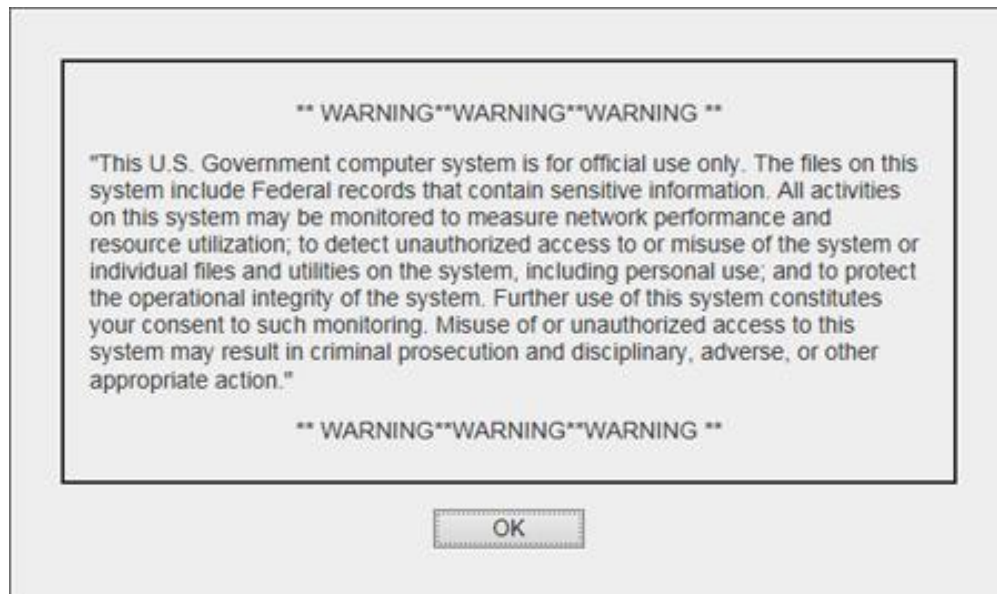 ** WARNING**WARNING**WARNING **
"This U.S. Government computer system is for official use only. The files on this
system include Federal records that contain sensitive information. All activities
on this system may be monitored to measure network performance and
resource utilization; to detect unauthorized access to or misuse of the system or
individual files and utilities on the system, including personal use; and to protect
the operational integrity of the system. Further use of this system constitutes
your consent to such monitoring. Misuse of or unauthorized access to this
system may result in criminal prosecution and disciplinary, adverse, or other
appropriate action."
** WARNING**WARNING**WARNING **
OK